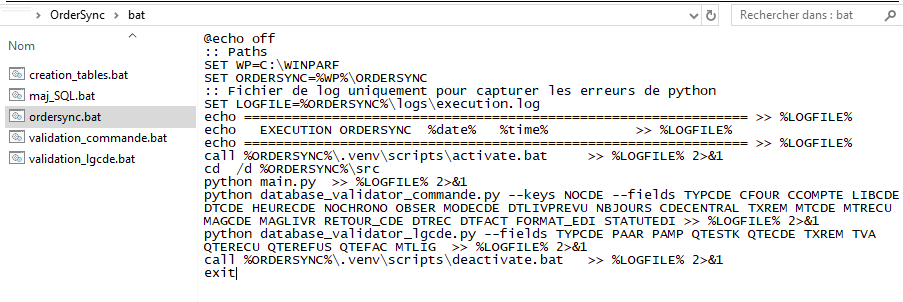 OrderSync > bat
Rechercher dans : bat
Nom
creation_tables.bat
maj_SQL.bat
ordersync.bat
validation_commande.bat
validation_lgcde.bat
@echo off
:: Paths
SET WP=C:\WINPARF
SET ORDERSYNC=%WP%\ORDERSYNC
:: Fichier de log uniquement pour capturer les erreurs de python
SET LOGFILE=%ORDERSYNC%\logs\execution.log
echo ============================================================ >> %LOGFILE%
echo   EXECUTION ORDERSYNC  %date%   %time%           >> %LOGFILE%
echo ============================================================ >> %LOGFILE%
call %ORDERSYNC%\.venv\scripts\activate.bat     >> %LOGFILE% 2>&1
cd  /d %ORDERSYNC%\src
python main.py  >> %LOGFILE% 2>&1
python database_validator_commande.py --keys NOCDE --fields TYPCDE CFOUR CCOMPTE LIBCDE
DTCDE HEURECDE NOCHRONO OBSER MODECDE DTLIVPREVU NBJOURS CDECENTRAL TXREM MTCDE MTRECU
MAGCDE MAGLIVR RETOUR_CDE DTREC DTFACT FORMAT_EDI STATUTEDI >> %LOGFILE% 2>&1
python database_validator_lgcde.py --fields TYPCDE PAAR PAMP QTESTK QTECDE TXREM TVA
QTERECU QTEREFUS QTEFAC MTLIG  >> %LOGFILE% 2>&1
call %ORDERSYNC%\.venv\scripts\deactivate.bat   >> %LOGFILE% 2>&1
exit